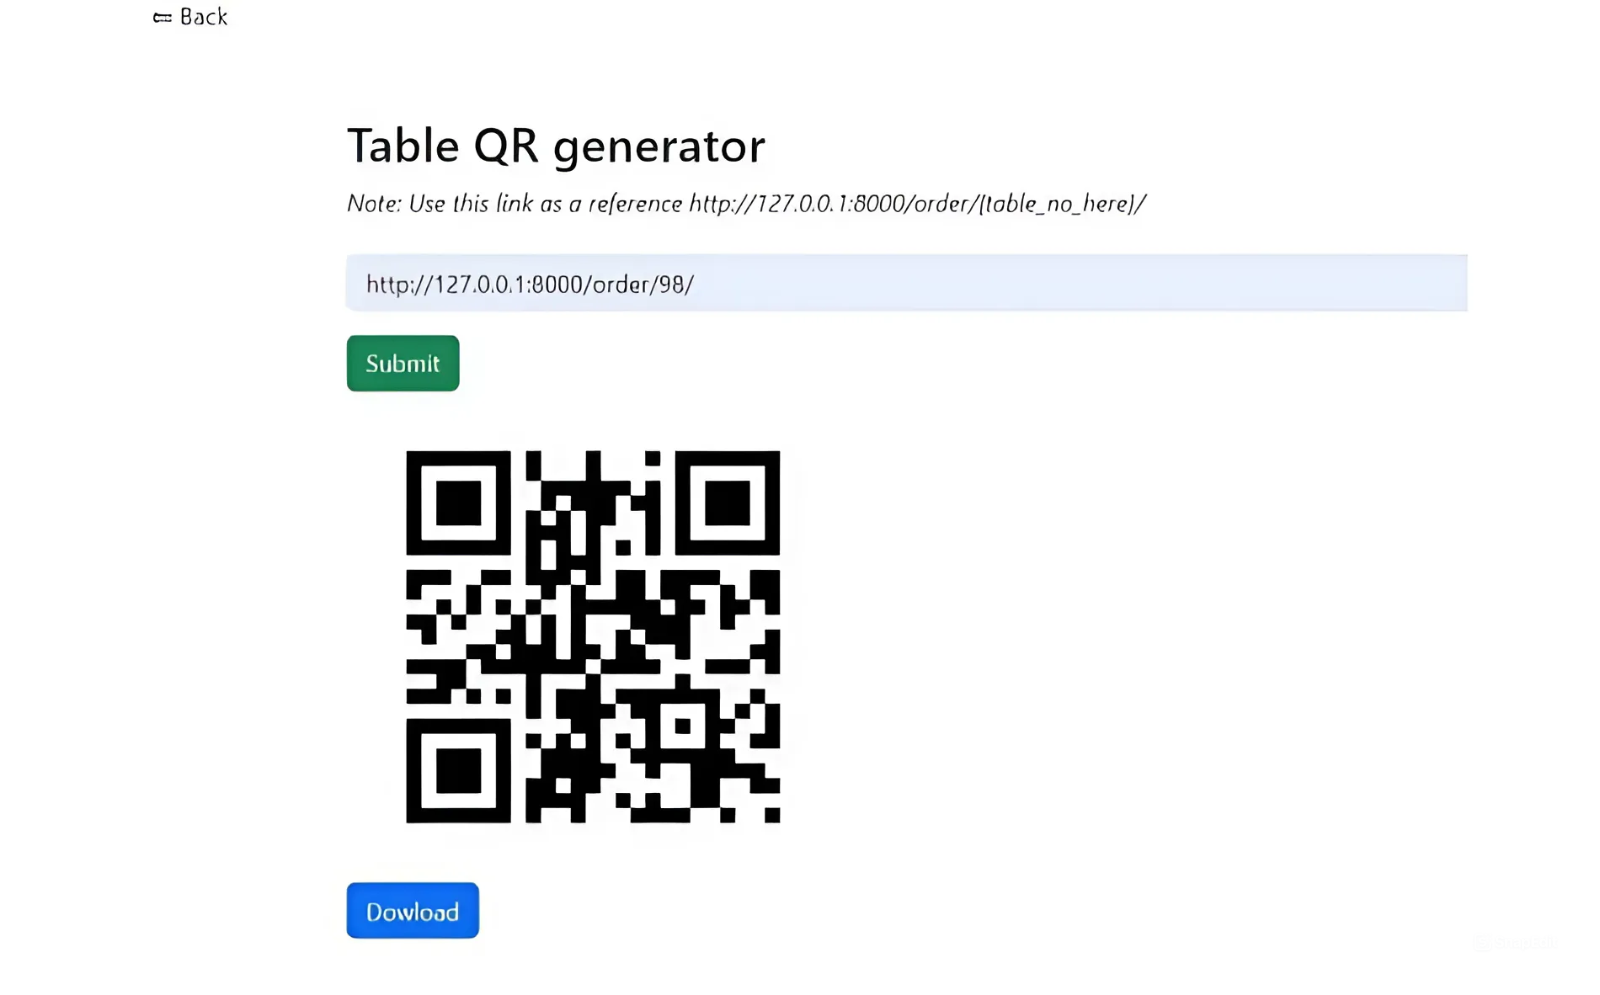 ⇐ Back
Table QR generator
Note: Use this link as a reference http://127.0.0.1:8000/order/(table_no_here)/
http://127.0.0.1:8000/order/98/
Submit
Dowload